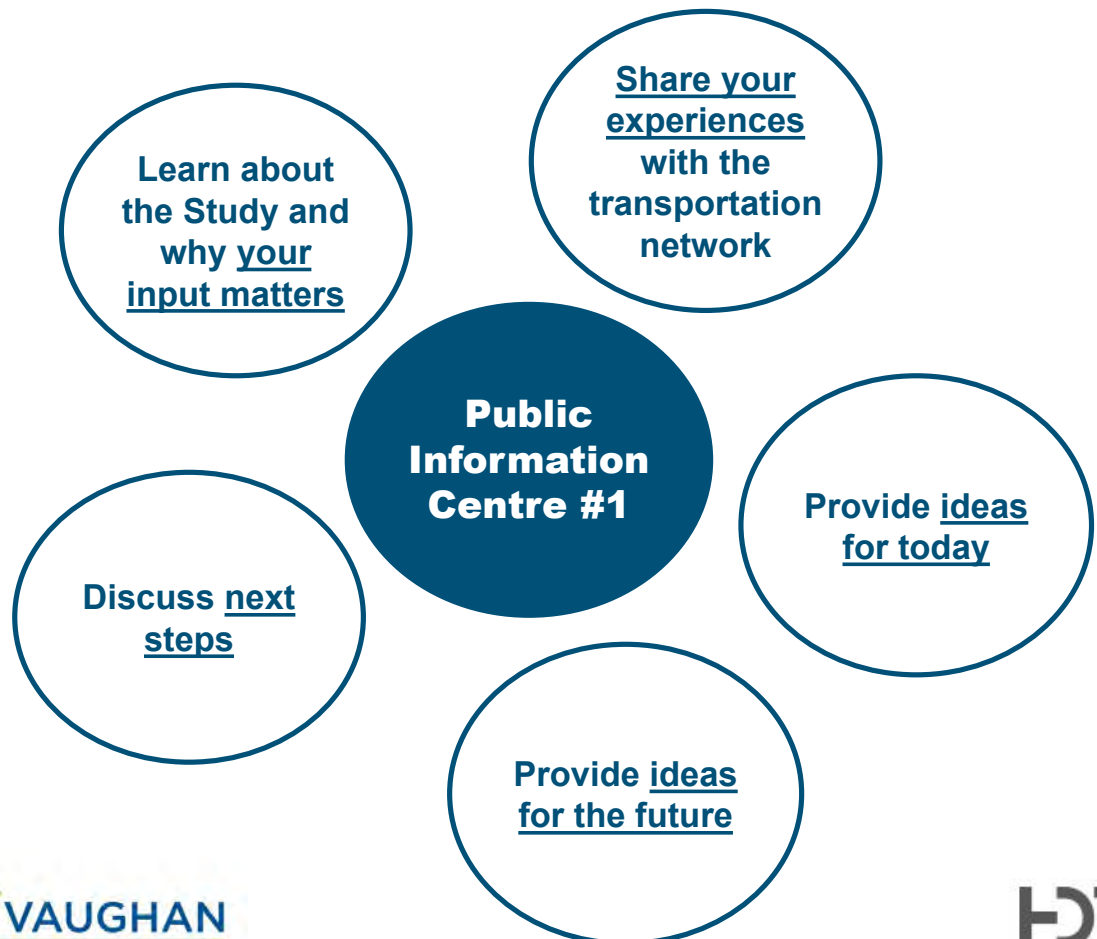 Share your
experiences
with the
transportation
network
Learn about
the Study and
why your
input matters
Public
Information
Centre #1
Provide ideas
for today
Discuss next
steps
Provide ideas
for the future
VAUGHAN